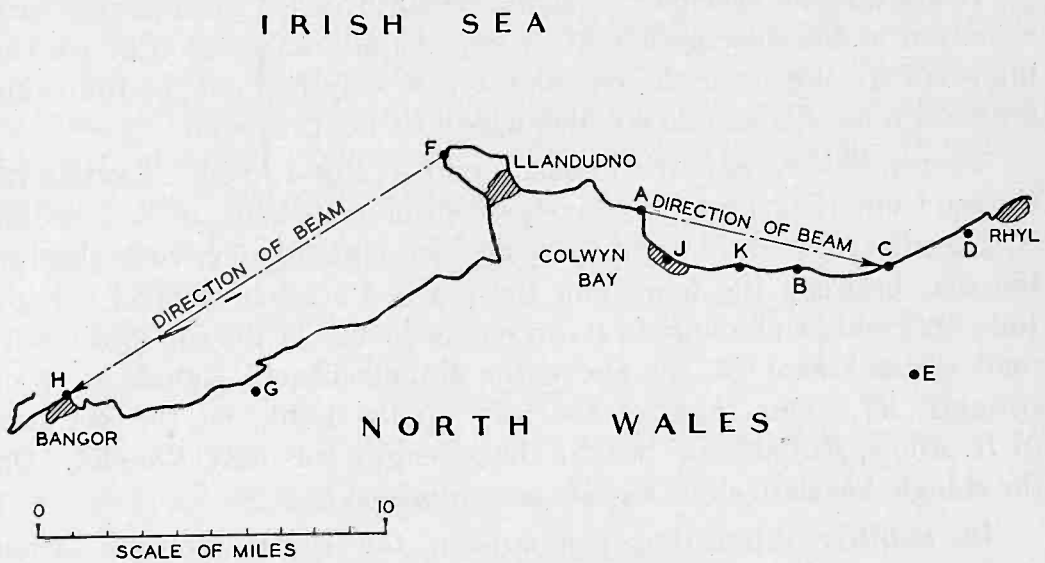 IRISH SEA
F
LLANDUDNO
A
DIRECTION OF BEAM
RHYL
D
COLWYN
BAY
J
K
B
C
DIRECTION OF BEAM
E
H
G
BANGOR
NORTH WALES
0
10
SCALE OF MILES